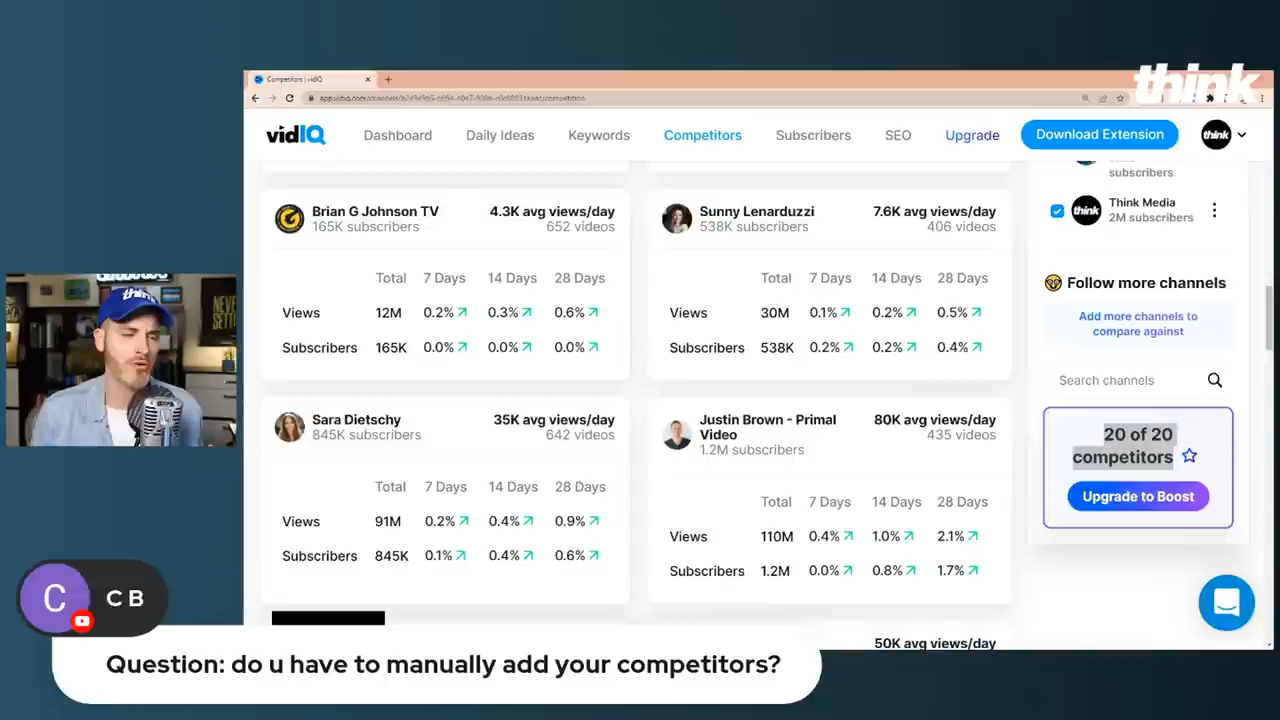 think
Competitors | vidIQ
vidIQ
Dashboard
Daily Ideas
Keywords
Competitors
Subscribers
SEO
Upgrade
Download Extension
think
Brian G Johnson TV
165K subscribers
4.3K avg views/day
652 videos
Total 7 Days 14 Days 28 Days
Views 12M 0.2% 0.3% 0.6%
Subscribers 165K 0.0% 0.0% 0.0%
Sunny Lenarduzzi
538K subscribers
7.6K avg views/day
406 videos
Total 7 Days 14 Days 28 Days
Views 30M 0.1% 0.2% 0.5%
Subscribers 538K 0.2% 0.2% 0.4%
Sara Dietschy
845K subscribers
35K avg views/day
642 videos
Total 7 Days 14 Days 28 Days
Views 91M 0.2% 0.4% 0.9%
Subscribers 845K 0.1% 0.4% 0.6%
Justin Brown - Primal
Video
1.2M subscribers
80K avg views/day
435 videos
Total 7 Days 14 Days 28 Days
Views 110M 0.4% 1.0% 2.1%
Subscribers 1.2M 0.0% 0.8% 1.7%
50K avg views/day
subscribers
think
Think Media
2M subscribers
Follow more channels
Add more channels to
compare against
Search channels
20 of 20
competitors
Upgrade to Boost
think
NEVER
C
C B
Question: do u have to manually add your competitors?